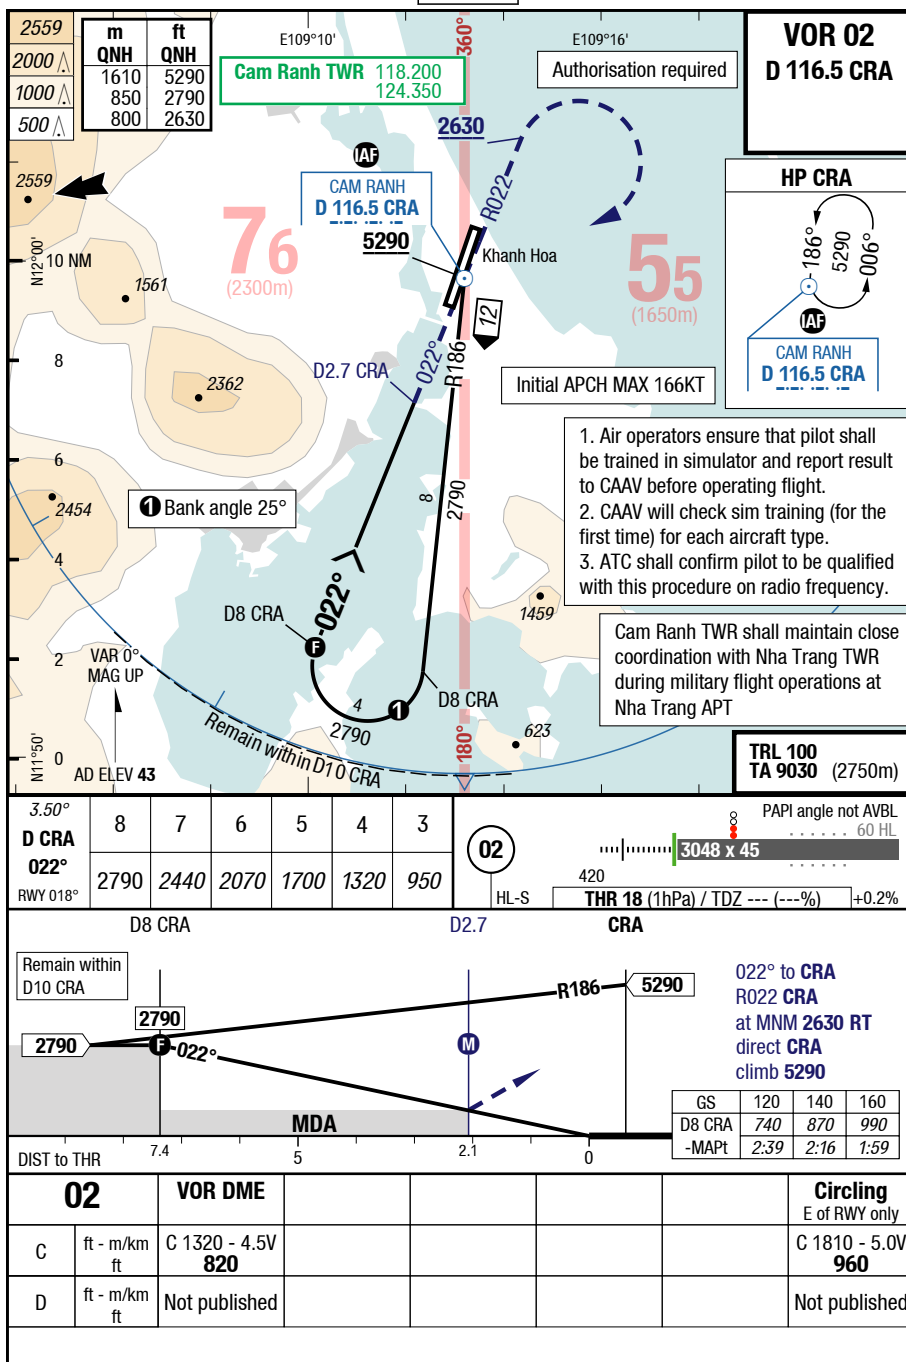 2559
2000
1000
500
m ft
QNH QNH
1610 5290
850 2790
800 2630
E109°10'
Cam Ranh TWR 118.200
124.350
360°
E109°16'
Authorisation required
VOR 02
D 116.5 CRA
2630
IAF
CAM RANH
D 116.5 CRA
5290
R022
2559
76
(2300m)
Khanh Hoa
55
(1650m)
HP CRA
186°
5290
006°
IAF
CAM RANH
D 116.5 CRA
N12°00'
10 NM
1561
12
8
2362
D2.7 CRA
022°
R186
Initial APCH MAX 166KT
6
2454
1 Bank angle 25°
8
2790
1. Air operators ensure that pilot shall
be trained in simulator and report result
to CAAV before operating flight.
2. CAAV will check sim training (for the
first time) for each aircraft type.
3. ATC shall confirm pilot to be qualified
with this procedure on radio frequency.
4
022°
1459
D8 CRA
F
2
VAR 0°
MAG UP
D8 CRA
4
1
2790
Cam Ranh TWR shall maintain close
coordination with Nha Trang TWR
during military flight operations at
Nha Trang APT
Remain within D10 CRA
180°
623
N11°50'
0
AD ELEV 43
TRL 100
TA 9030 (2750m)
3.50°
D CRA 8 7 6 5 4 3
022°
RWY 018° 2790 2440 2070 1700 1320 950
02
HL-S
PAPI angle not AVBL
60 HL
3048 x 45
420
THR 18 (1hPa) / TDZ --- (---%) +0.2%
D8 CRA D2.7 CRA
Remain within
D10 CRA
R186 5290
2790
2790 F 022° M
022° to CRA
R022 CRA
at MNM 2630 RT
direct CRA
climb 5290
MDA
GS 120 140 160
D8 CRA 740 870 990
-MAPt 2:39 2:16 1:59
DIST to THR 7.4 5 2.1 0
02 VOR DME Circling
E of RWY only
C ft - m/km C 1320 - 4.5V C 1810 - 5.0V
ft 820 960
D ft - m/km Not published Not published
ft